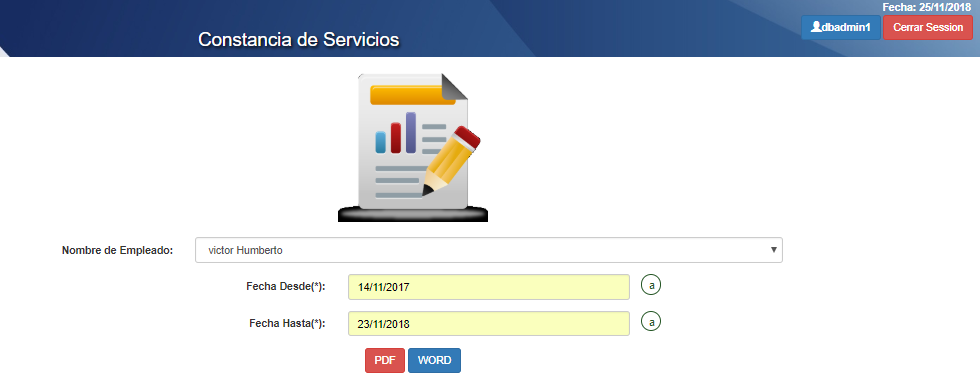 Fecha: 25/11/2018
dbadmin1 Cerrar Session
Constancia de Servicios
Nombre de Empleado: victor Humberto
Fecha Desde(*): 14/11/2017 a
Fecha Hasta(*): 23/11/2018 a
PDF WORD